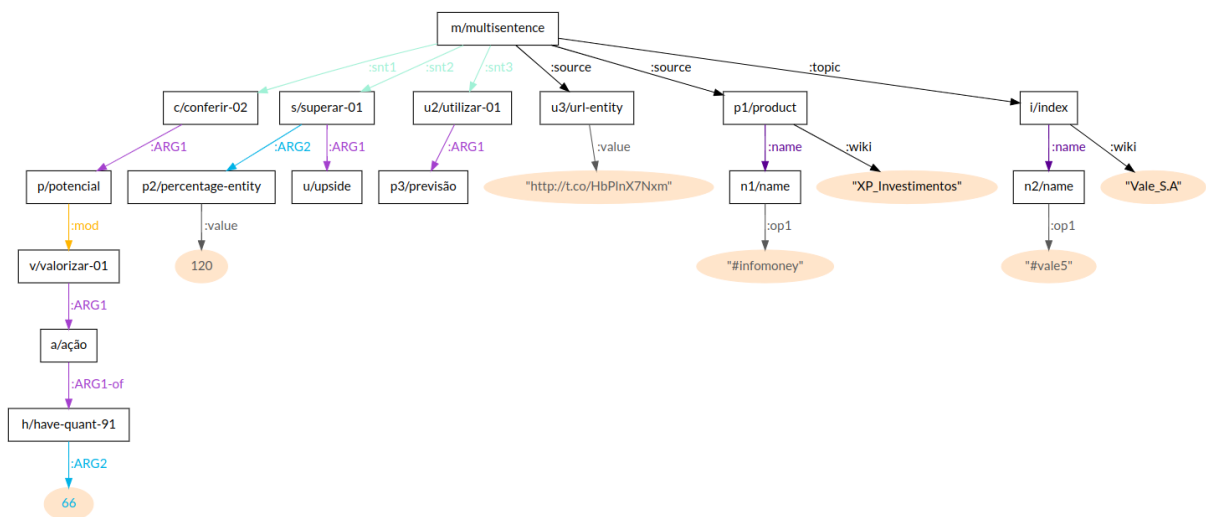 m/multisentence
:snt1 :snt2 :snt3 :source :source :topic
c/conferir-02 s/superar-01 u2/utilizar-01 u3/url-entity p1/product i/index
:ARG1 :ARG2 :ARG1 :ARG1 :value :name :wiki :name :wiki
p/potencial p2/percentage-entity u/upside p3/previsão "http://t.co/HbPlnX7Nxm" n1/name "XP_Investimentos" n2/name "Vale_S.A"
:mod :value :op1 :op1
v/valorizar-01 120 "#infomoney" "#vale5"
:ARG1
a/ação
:ARG1-of
h/have-quant-91
:ARG2
66